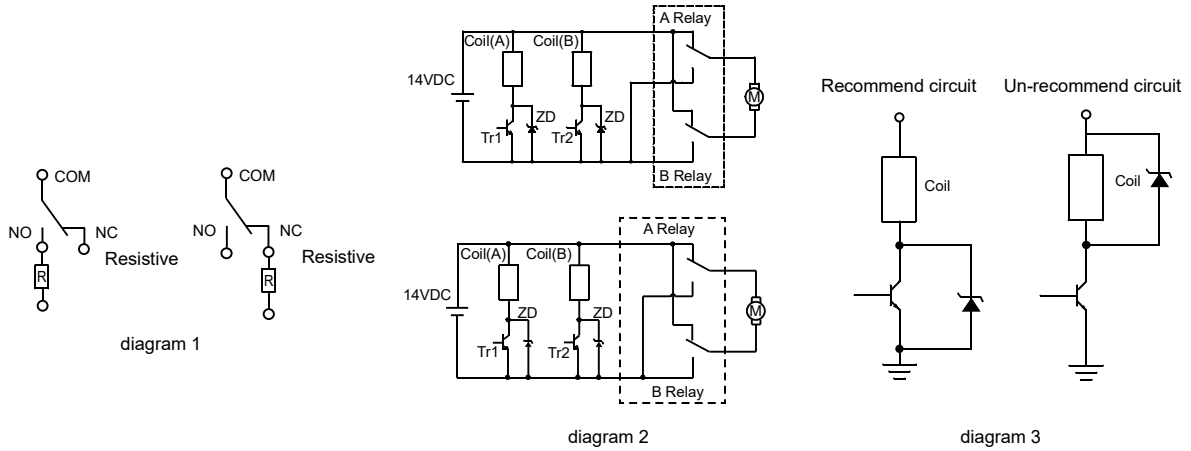 COM
NO
NC
R
Resistive
COM
NO
NC
R
Resistive
diagram 1
A Relay
Coil(A)
Coil(B)
14VDC
ZD
ZD
Tr1
Tr2
M
B Relay
A Relay
Coil(A)
Coil(B)
14VDC
ZD
ZD
Tr1
Tr2
M
B Relay
diagram 2
Recommend circuit
Un-recommend circuit
Coil
Coil
diagram 3